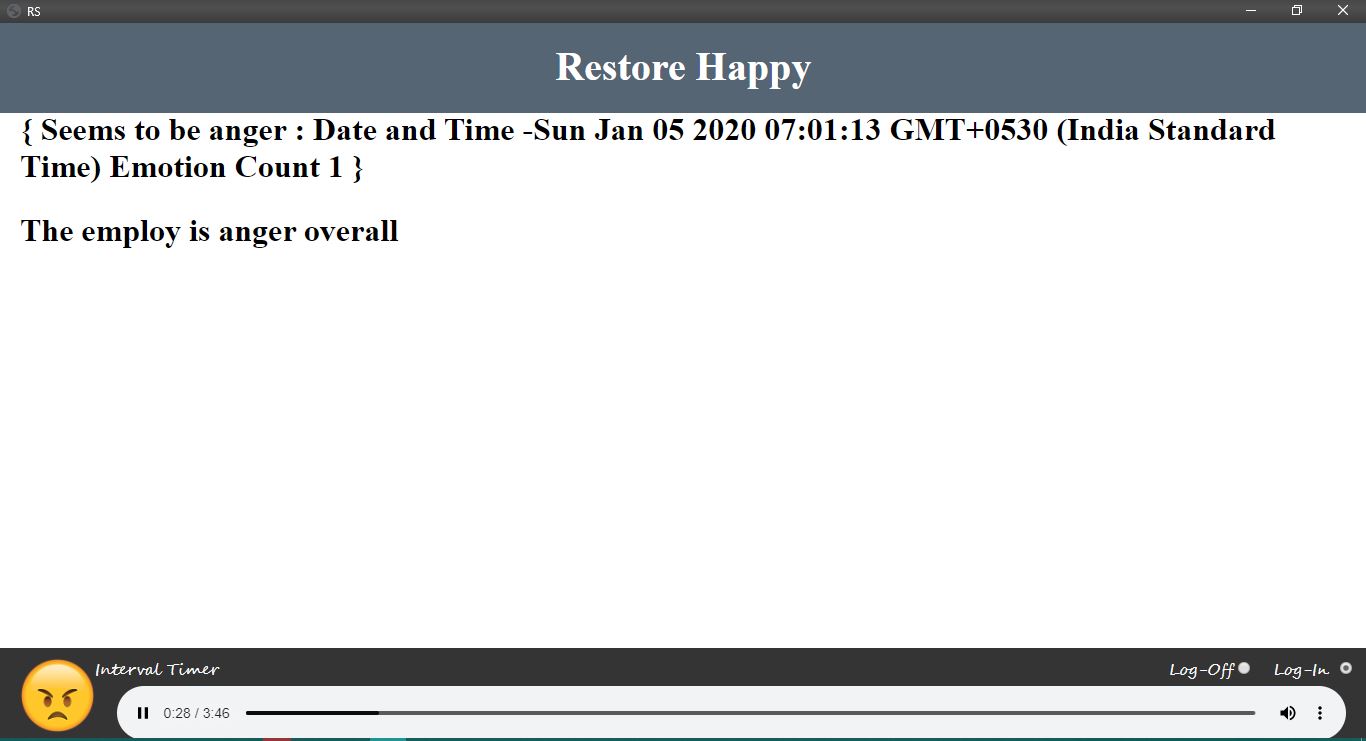 RS
Restore Happy
{ Seems to be anger : Date and Time -Sun Jan 05 2020 07:01:13 GMT+0530 (India Standard
Time) Emotion Count 1 }
The employ is anger overall
Interval Timer
Log-Off
Log-In
0:28 / 3:46